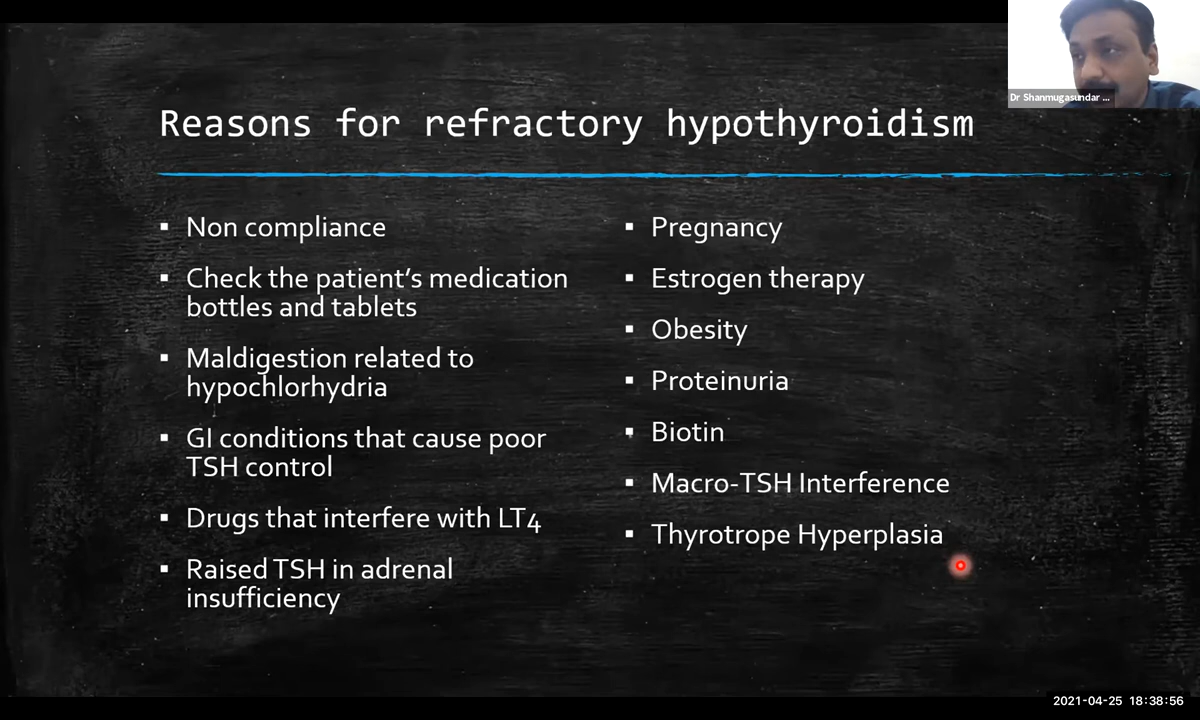 Dr Shanmugasundar ...
Reasons for refractory hypothyroidism
▪ Non compliance
▪ Check the patient's medication
bottles and tablets
▪ Maldigestion related to
hypochlorhydria
▪ GI conditions that cause poor
TSH control
▪ Drugs that interfere with LT4
▪ Raised TSH in adrenal
insufficiency
▪ Pregnancy
▪ Estrogen therapy
▪ Obesity
▪ Proteinuria
▪ Biotin
▪ Macro-TSH Interference
▪ Thyrotrope Hyperplasia
2021-04-25 18:38:56